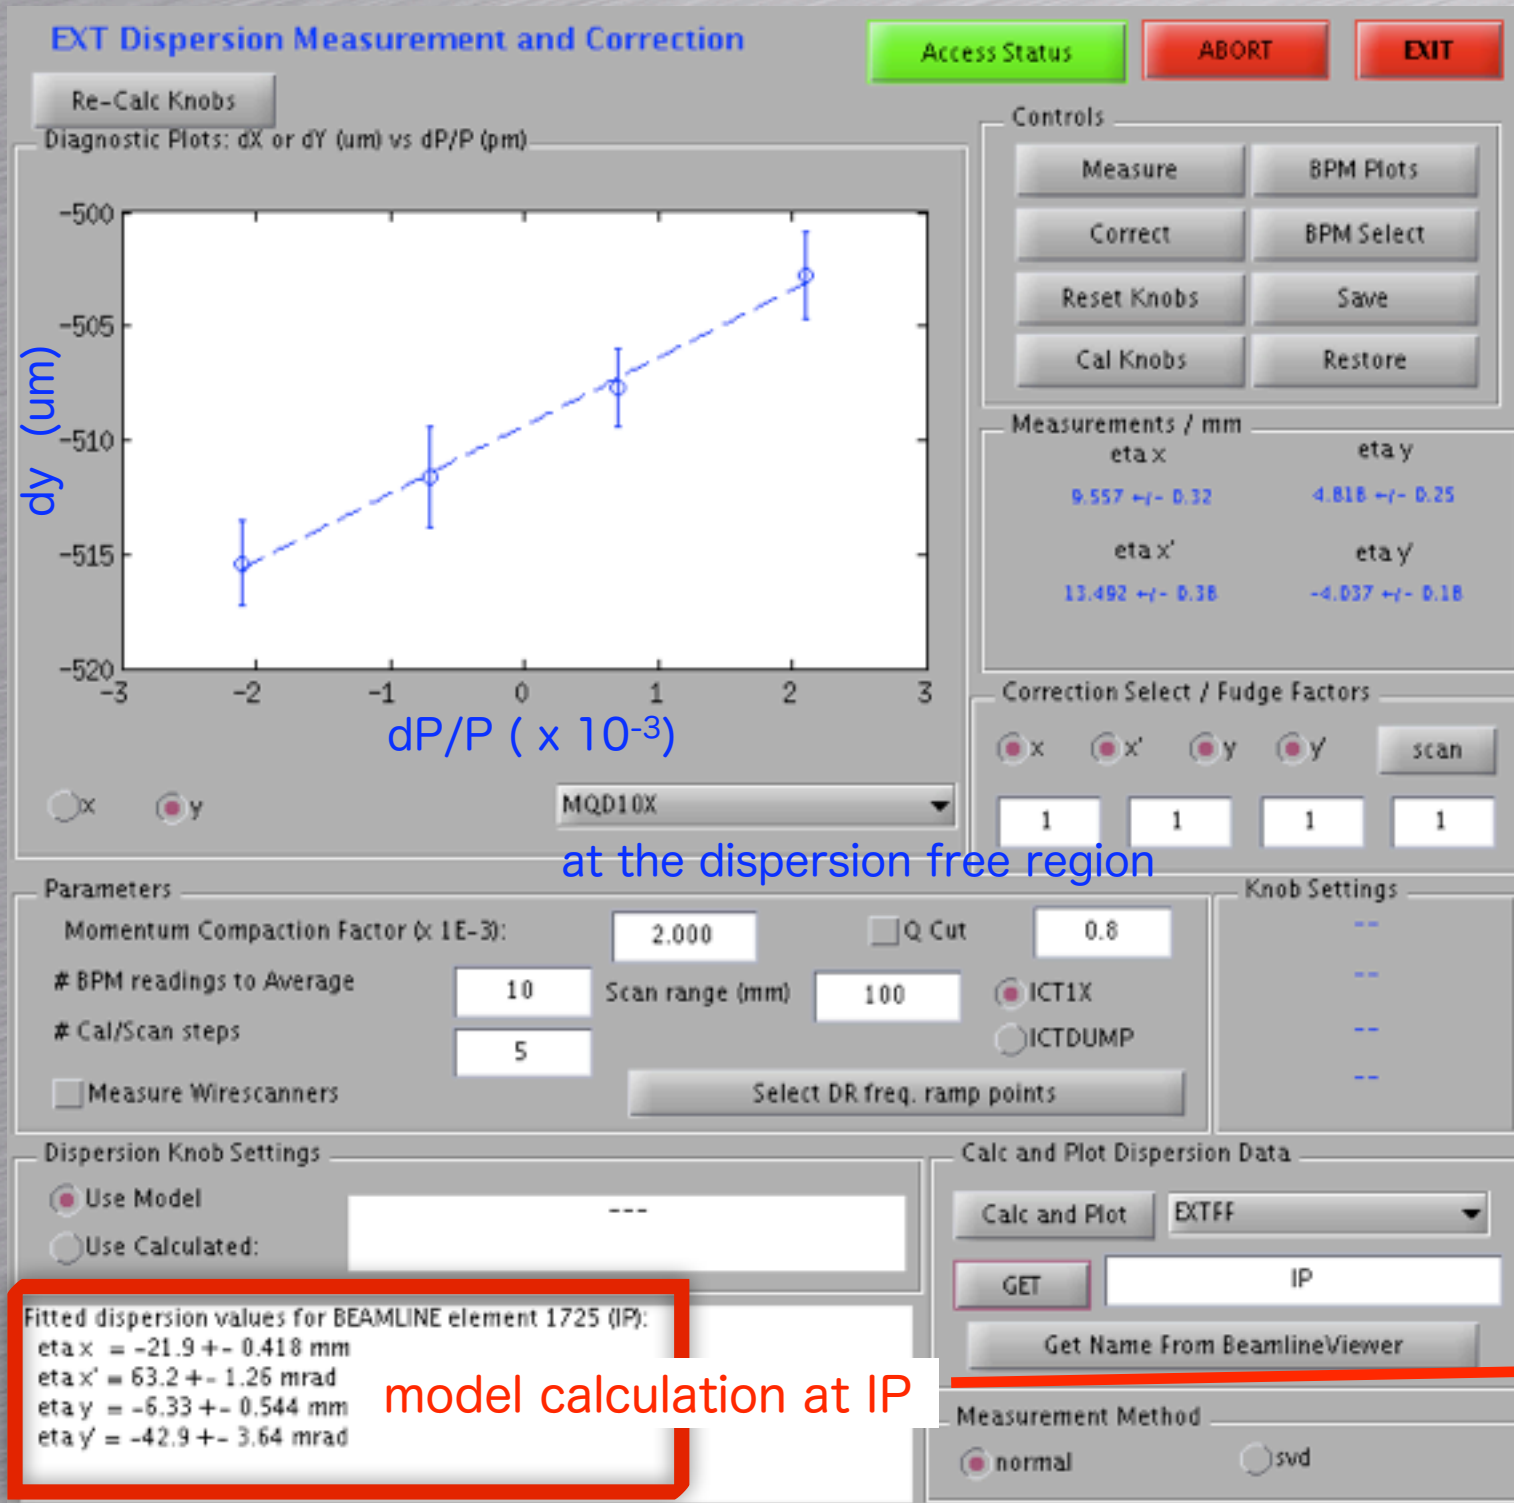 EXT Dispersion Measurement and Correction
Access Status
ABORT
EXIT
Re-Calc Knobs
Diagnostic Plots: dX or dY (um) vs dP/P (pm)
-500
-505
-510
-515
-520
-3 -2 -1 0 1 2 3
dy (um)
dP/P ( x 10-3)
x y
MQD10X
at the dispersion free region
Controls
Measure BPM Plots
Correct BPM Select
Reset Knobs Save
Cal Knobs Restore
Measurements / mm
eta x eta y
9.557 +/- 0.32 4.818 +/- 0.25
eta x' eta y'
13.492 +/- 0.38 -4.037 +/- 0.18
Correction Select / Fudge Factors
x x' y y' scan
1 1 1 1
Parameters
Momentum Compaction Factor (x 1E-3): 2.000 Q Cut 0.8
# BPM readings to Average 10 Scan range (mm) 100 ICT1X
# Cal/Scan steps 5 ICTDUMP
Measure Wirescanners Select DR freq. ramp points
Knob Settings
--
--
--
--
Dispersion Knob Settings
Use Model
Use Calculated:
---
Calc and Plot Dispersion Data
Calc and Plot EXTFF
GET IP
Get Name From BeamlineViewer
Fitted dispersion values for BEAMLINE element 1725 (IP):
eta x = -21.9 +- 0.418 mm
eta x' = 63.2 +- 1.26 mrad
eta y = -6.33 +- 0.544 mm
eta y' = -42.9 +- 3.64 mrad
model calculation at IP
Measurement Method
normal svd